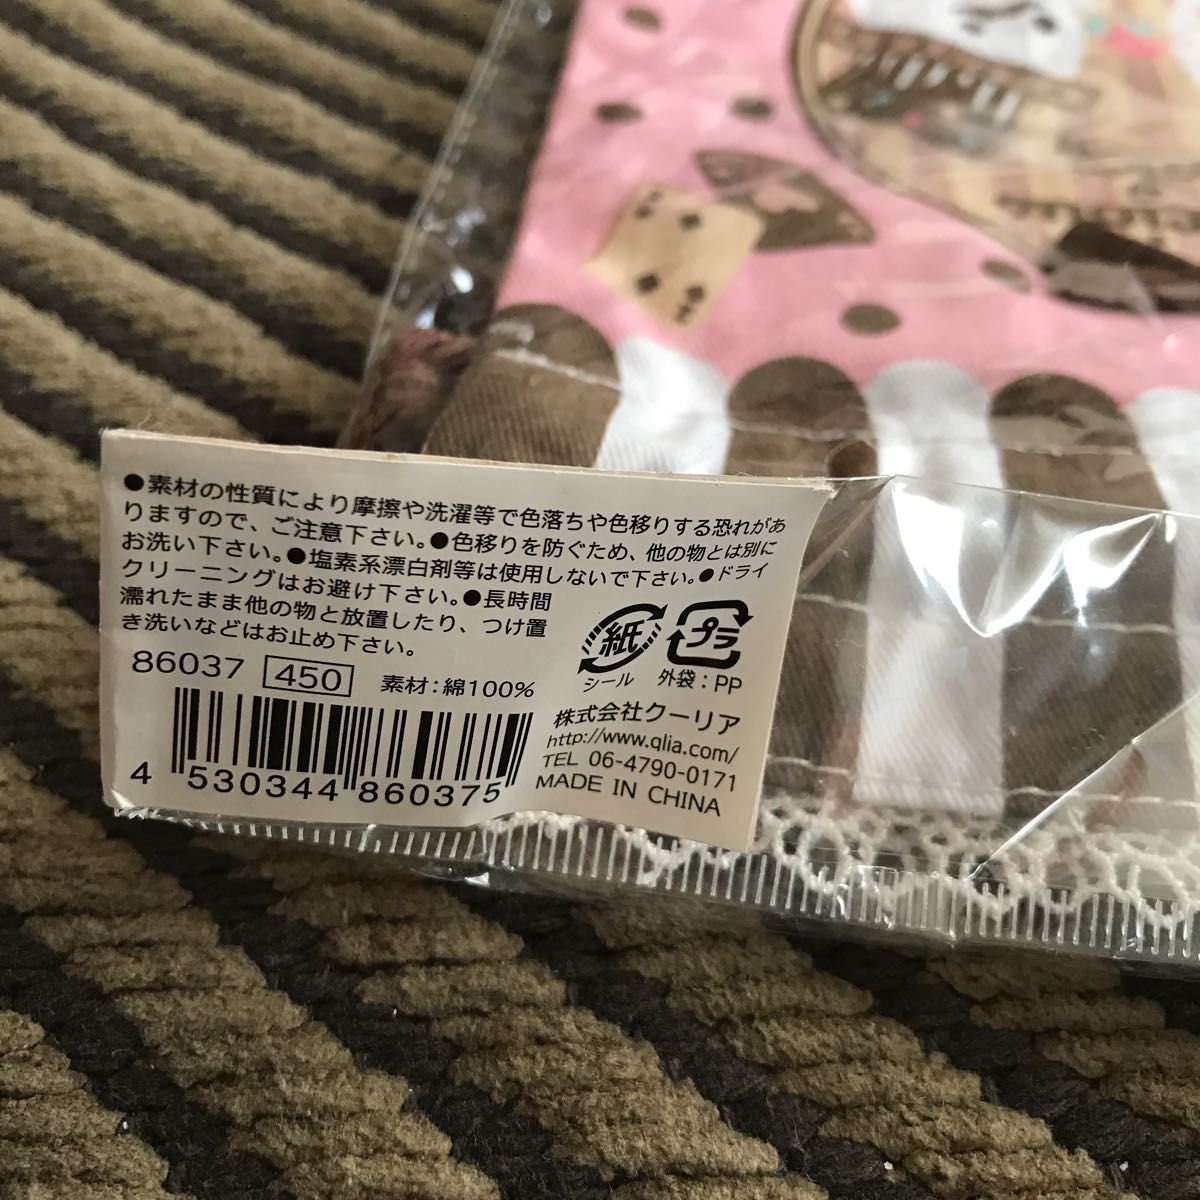 ●素材の性質により摩擦や洗濯等で色落ちや色移りする恐れがあ
りますので、ご注意下さい。●色移りを防ぐため、他の物とは別に
お洗い下さい。●塩素系漂白剤等は使用しないで下さい。●ドライ
クリーニングはお避け下さい。●長時間
濡れたまま他の物と放置したり、つけ置
き洗いなどはお止め下さい。
86037 450 素材：綿100%
4 530344 860375
紙 プラ
シール 外袋：PP
株式会社クーリア
http://www.qlia.com/
TEL 06-4790-0171
MADE IN CHINA